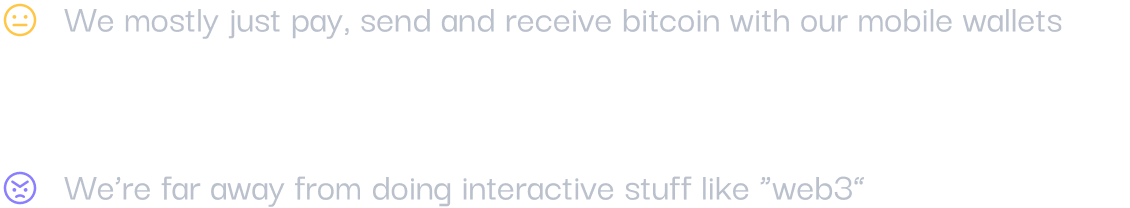 We mostly just pay, send and receive bitcoin with our mobile wallets
We’re far away from doing interactive stuff like ”web3“